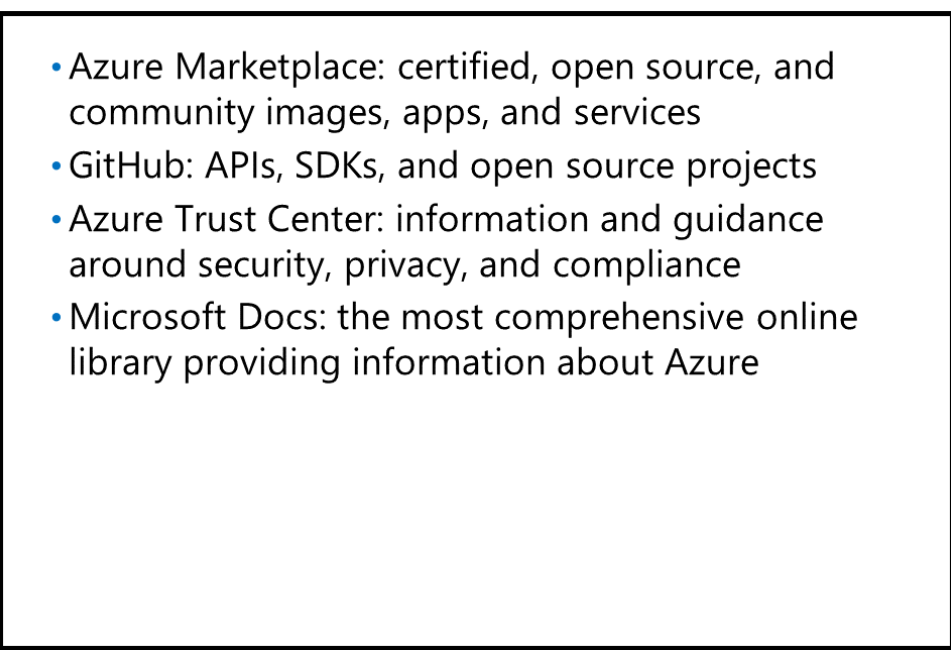 • Azure Marketplace: certified, open source, and
community images, apps, and services
• GitHub: APIs, SDKs, and open source projects
• Azure Trust Center: information and guidance
around security, privacy, and compliance
• Microsoft Docs: the most comprehensive online
library providing information about Azure